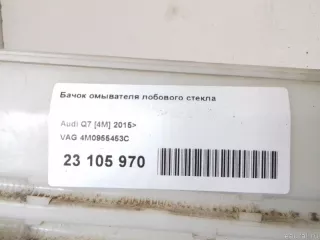 Бачок омывателя лобового стекла
Audi Q7 [4M] 2015>
VAG 4M0955453C
23 105 970